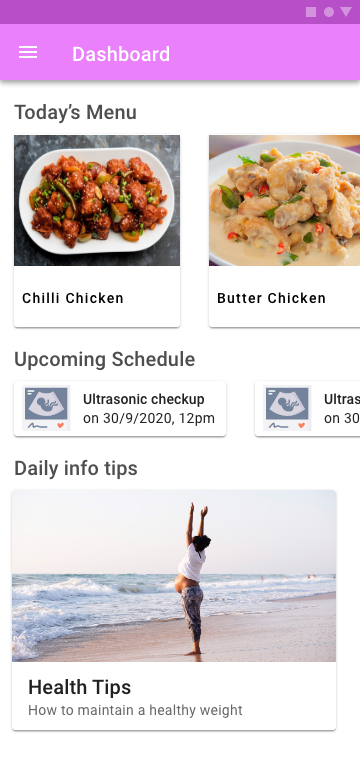 Dashboard
Today’s Menu
Chilli Chicken
Butter Chicken
Upcoming Schedule
Ultrasonic checkup
on 30/9/2020, 12pm
Ultras
on 30
Daily info tips
Health Tips
How to maintain a healthy weight